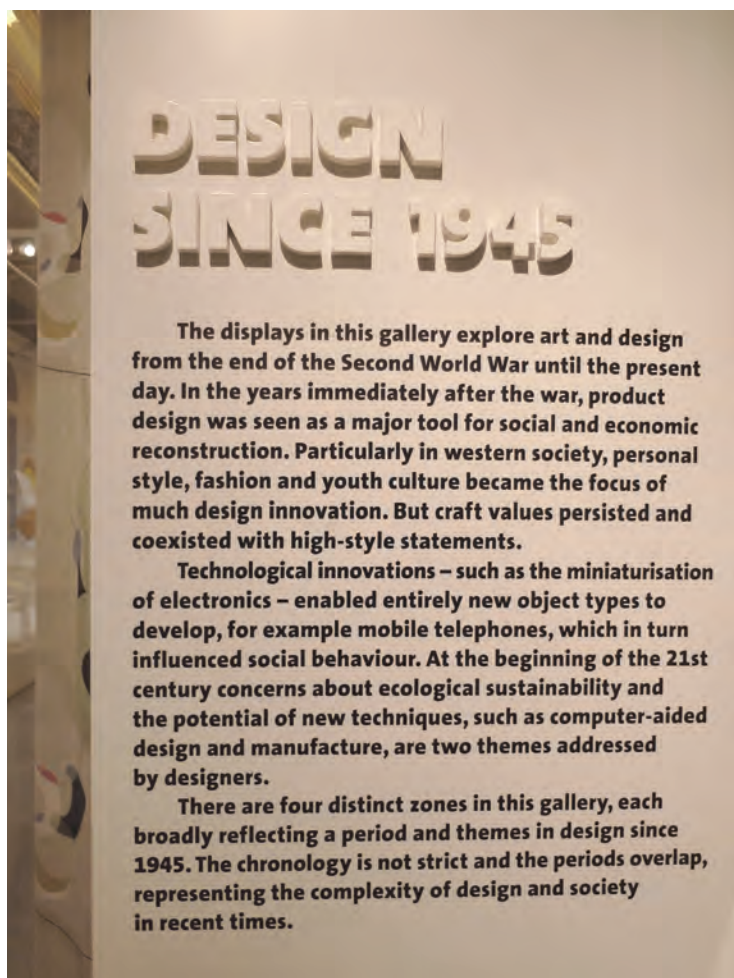 DESIGN
SINCE 1945
The displays in this gallery explore art and design
from the end of the Second World War until the present
day. In the years immediately after the war, product
design was seen as a major tool for social and economic
reconstruction. Particularly in western society, personal
style, fashion and youth culture became the focus of
much design innovation. But craft values persisted and
coexisted with high-style statements.
Technological innovations – such as the miniaturisation
of electronics – enabled entirely new object types to
develop, for example mobile telephones, which in turn
influenced social behaviour. At the beginning of the 21st
century concerns about ecological sustainability and
the potential of new techniques, such as computer-aided
design and manufacture, are two themes addressed
by designers.
There are four distinct zones in this gallery, each
broadly reflecting a period and themes in design since
1945. The chronology is not strict and the periods overlap,
representing the complexity of design and society
in recent times.